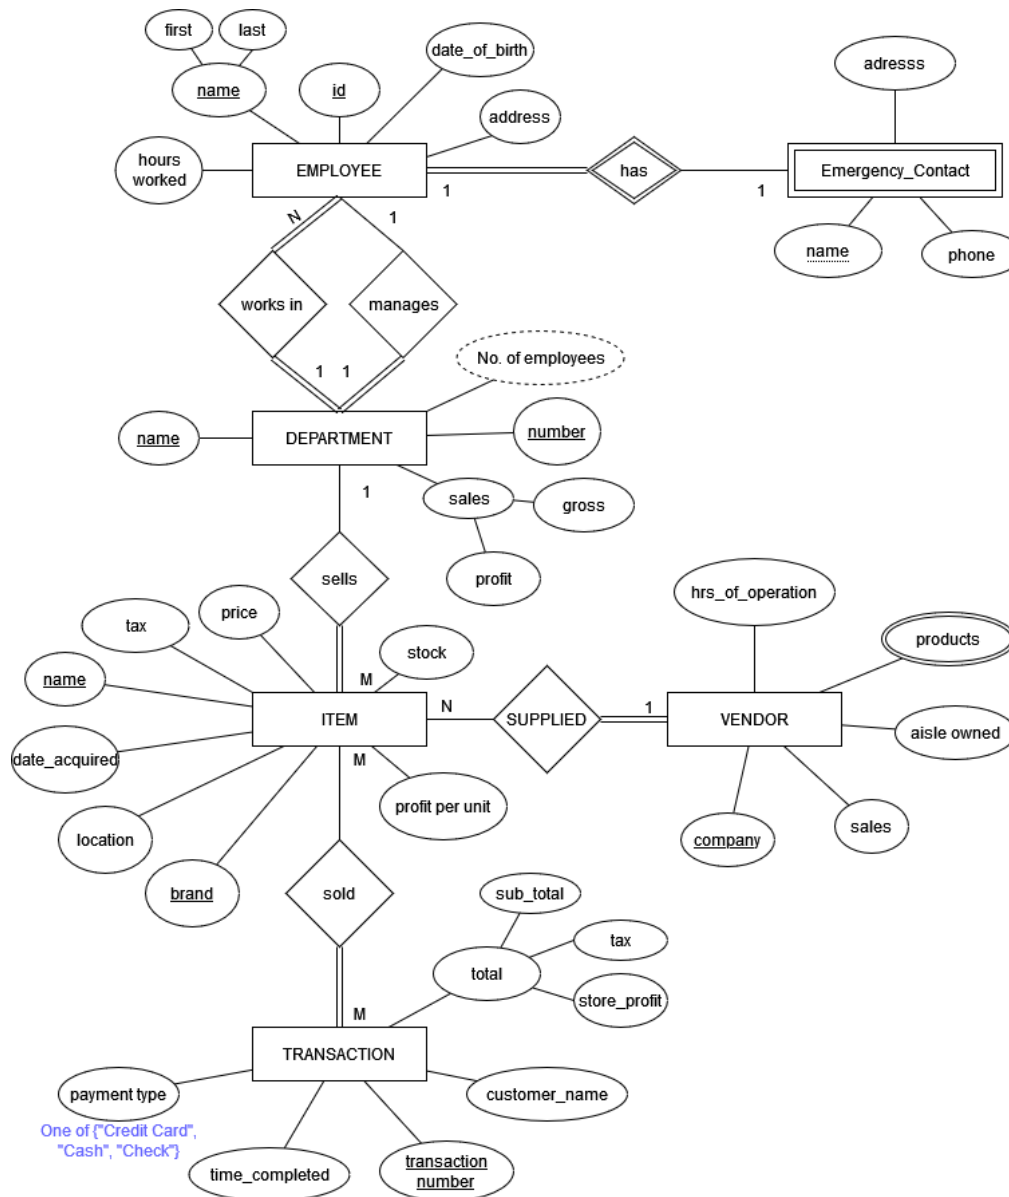 first
last
date_of_birth
name
id
address
adresss
hours
worked
EMPLOYEE
1
has
1
Emergency_Contact
name
phone
N
1
works in
manages
1
1
No. of employees
name
DEPARTMENT
number
1
sales
gross
profit
sells
hrs_of_operation
tax
price
stock
products
name
M
ITEM
N
SUPPLIED
1
VENDOR
aisle owned
date_acquired
M
profit per unit
location
company
sales
brand
sold
sub_total
tax
total
store_profit
M
TRANSACTION
payment type
customer_name
One of {"Credit Card",
"Cash", "Check"}
time_completed
transaction
number